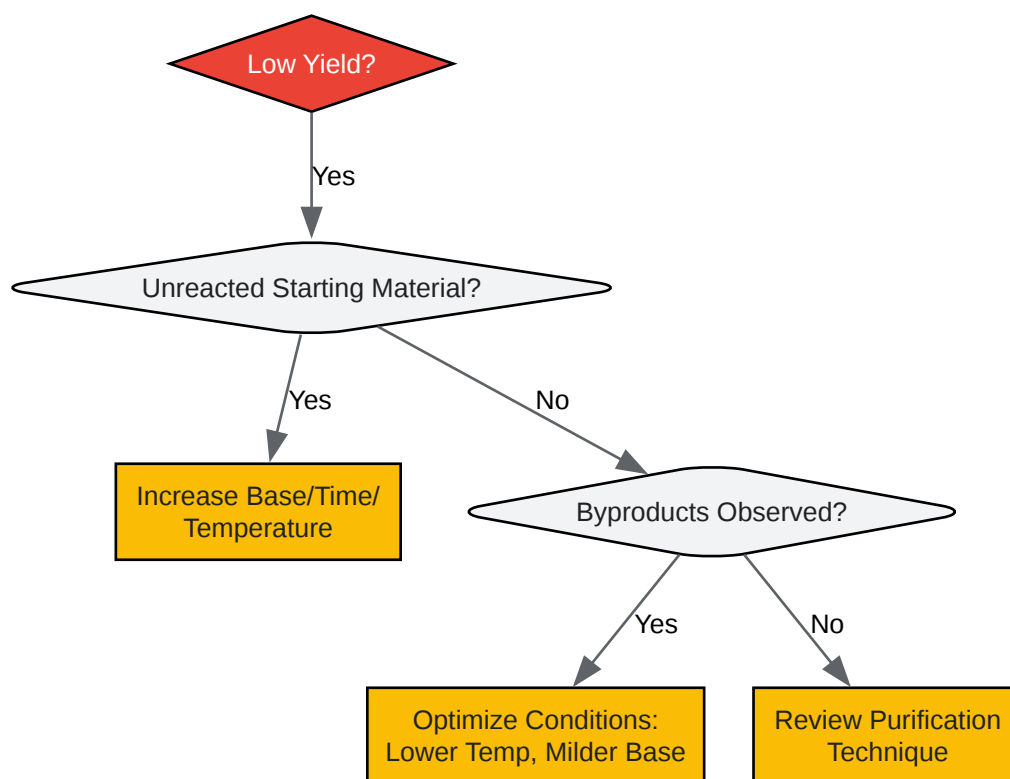 Low Yield?
Yes
Unreacted Starting Material?
Yes
No
Increase Base/Time/
Temperature
Byproducts Observed?
Yes
No
Optimize Conditions:
Lower Temp, Milder Base
Review Purification
Technique